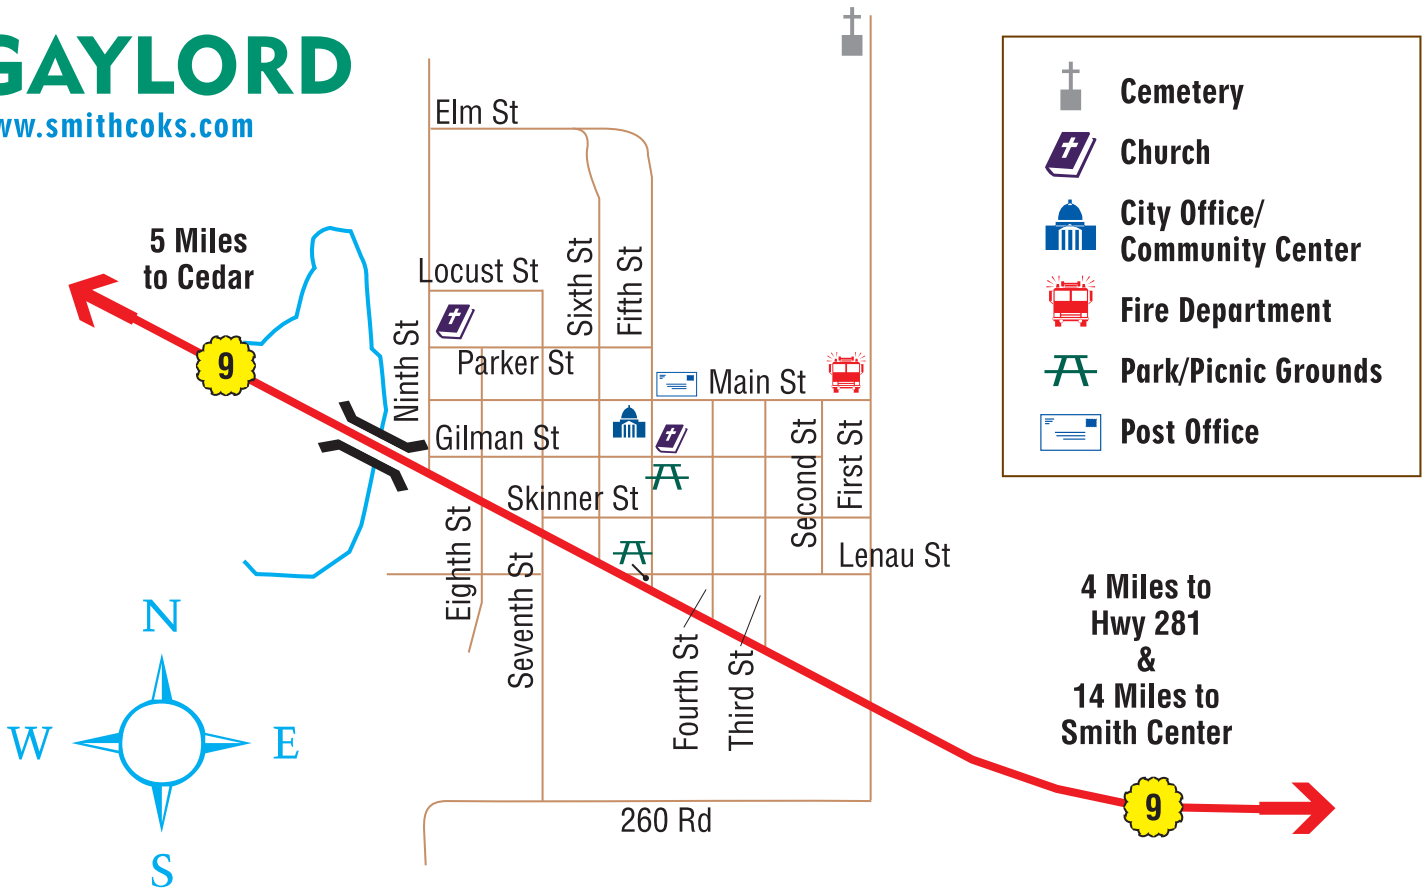 GAYLORD
www.smithcoks.com
5 Miles
to Cedar
9
Elm St
Locust St
Sixth St
Fifth St
Ninth St
Parker St
Main St
Gilman St
Skinner St
Second St
First St
Lenau St
Eighth St
Seventh St
Fourth St
Third St
260 Rd
Cemetery
Church
City Office/
Community Center
Fire Department
Park/Picnic Grounds
Post Office
4 Miles to
Hwy 281
&
14 Miles to
Smith Center
9
N
W
E
S